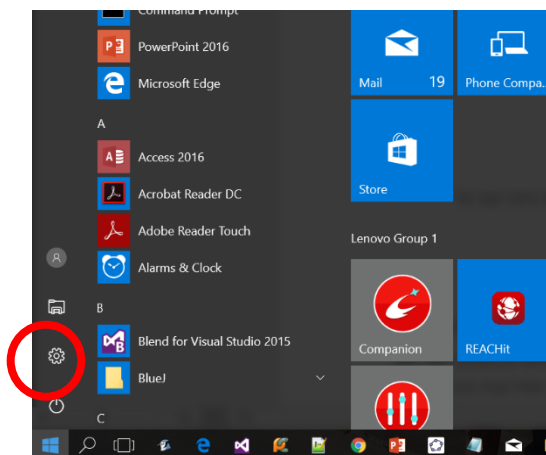 Command Prompt
PowerPoint 2016
Microsoft Edge
A
Access 2016
Acrobat Reader DC
Adobe Reader Touch
Alarms & Clock
B
Blend for Visual Studio 2015
BlueJ
C
Mail 19
Phone Compa.
Store
Lenovo Group 1
Companion
REACHit